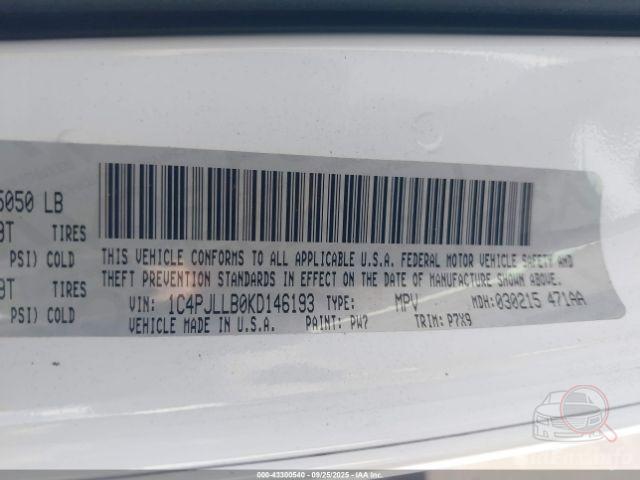 5050 LB
TIRES
PSI) COLD
TIRES
PSI) COLD
THIS VEHICLE CONFORMS TO ALL APPLICABLE U.S.A. FEDERAL MOTOR VEHICLE SAFETY AND
THEFT PREVENTION STANDARDS IN EFFECT ON THE DATE OF MANUFACTURE SHOWN ABOVE.
VIN: 1C4PJLLB0KD146193 TYPE: MPV MDH: 030215 471AA
VEHICLE MADE IN U.S.A. PAINT: PW7 TRIM: P7X9
000-43300540 - 09/25/2025 - IAA Inc.